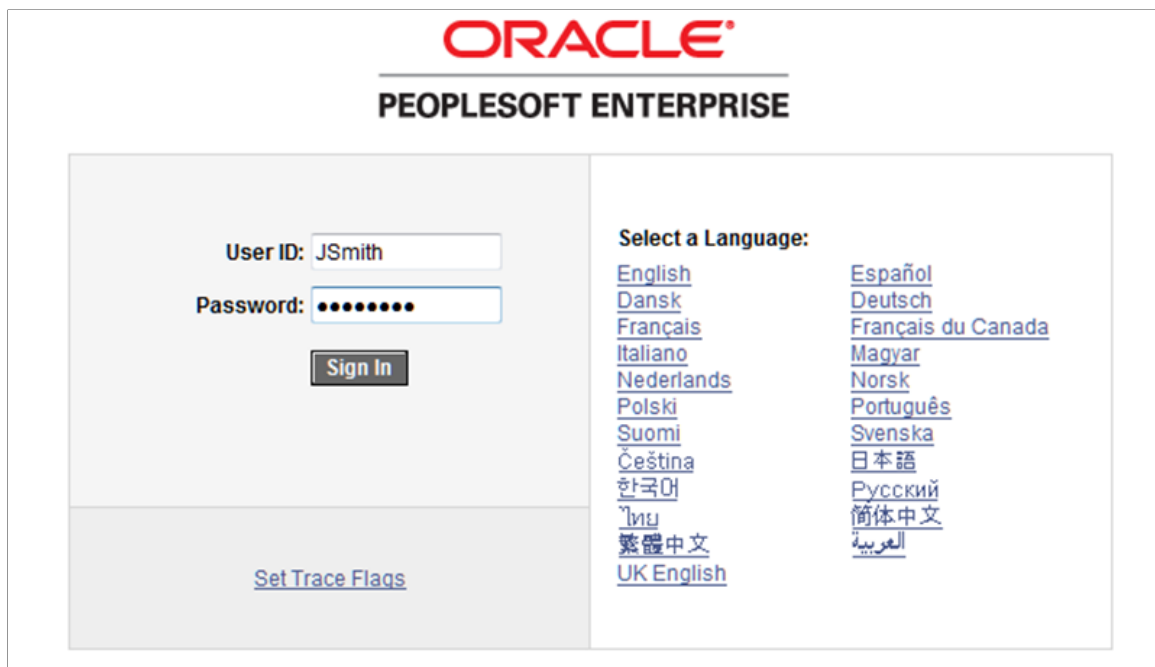 ORACLE®
PEOPLESOFT ENTERPRISE
User ID: JSmith
Password: ••••••••
Sign In
Set Trace Flags
Select a Language:
English Español
Dansk Deutsch
Français Français du Canada
Italiano Magyar
Nederlands Norsk
Polski Português
Suomi Svenska
Čeština 日本語
한국어 Русский
ไทย 简体中文
繁體中文 العربية
UK English